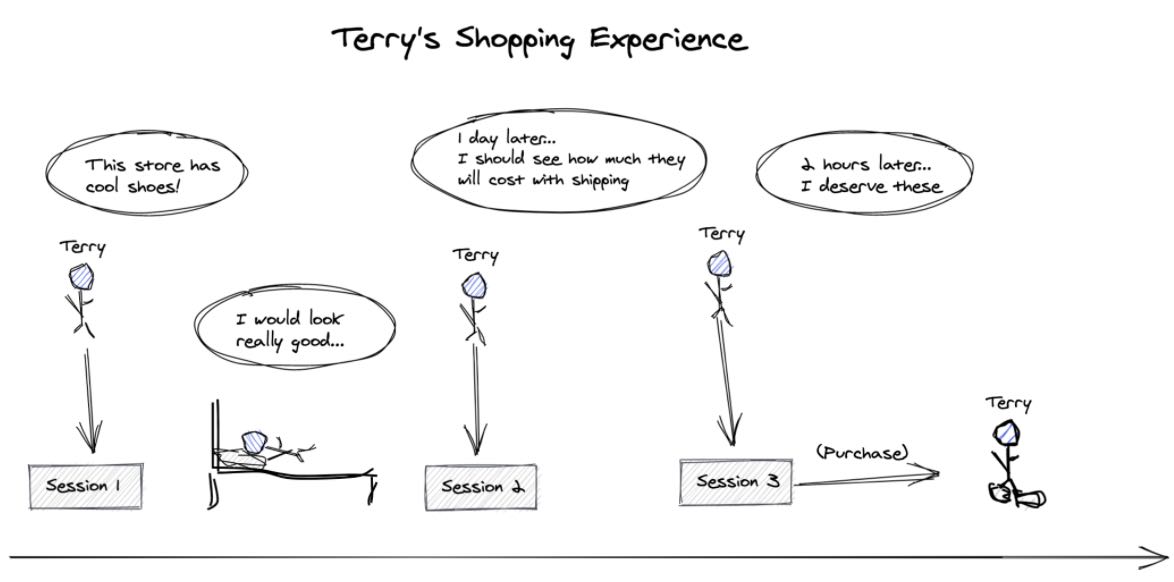 Terry's Shopping Experience
This store has
cool shoes!
1 day later...
I should see how much they
will cost with shipping
2 hours later...
I deserve these
Terry
Terry
Terry
I would look
really good...
Terry
(Purchase)
Session 1
Session 2
Session 3